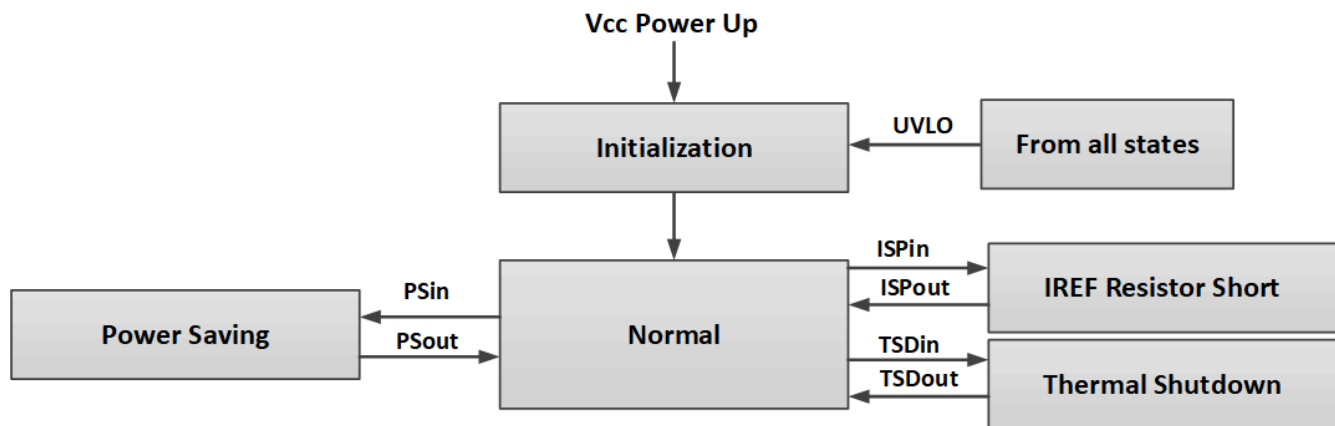 Vcc Power Up
Initialization
UVLO
From all states
Power Saving
PSin
PSout
Normal
ISPin
ISPout
IREF Resistor Short
TSDin
TSDout
Thermal Shutdown